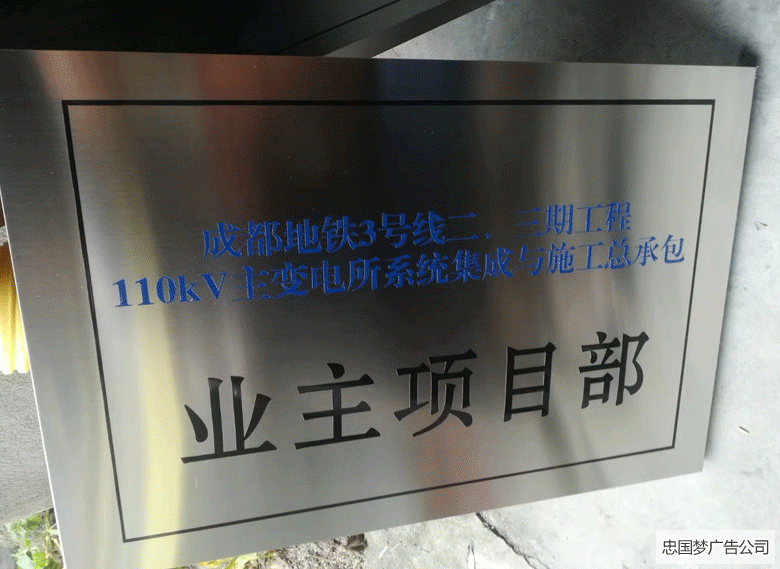 成都地铁3号线二、三期工程
110kV主变电所系统集成与施工总承包
业主项目部
忠国梦广告公司